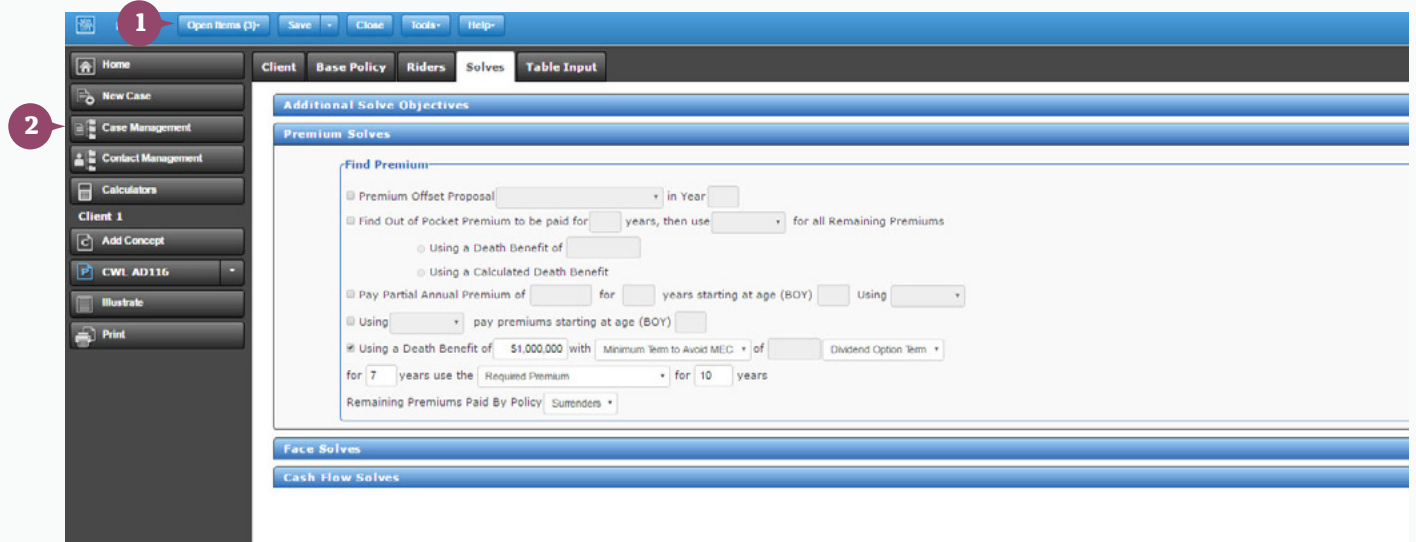 1
Open Items (3)
Save
Close
Tools
Help
2
Home
New Case
Case Management
Contact Management
Calculators
Client 1
Add Concept
CWL AD116
Illustrate
Print
Client Base Policy Riders Solves Table Input
Additional Solve Objectives
Premium Solves
Find Premium
Premium Offset Proposal in Year
Find Out of Pocket Premium to be paid for years, then use for all Remaining Premiums
Using a Death Benefit of
Using a Calculated Death Benefit
Pay Partial Annual Premium of for years starting at age (BOY) Using
Using pay premiums starting at age (BOY)
Using a Death Benefit of $1,000,000 with Minimum Term to Avoid MEC of Dividend Option Term
for 7 years use the Required Premium for 10 years
Remaining Premiums Paid By Policy Surrenders
Face Solves
Cash Flow Solves